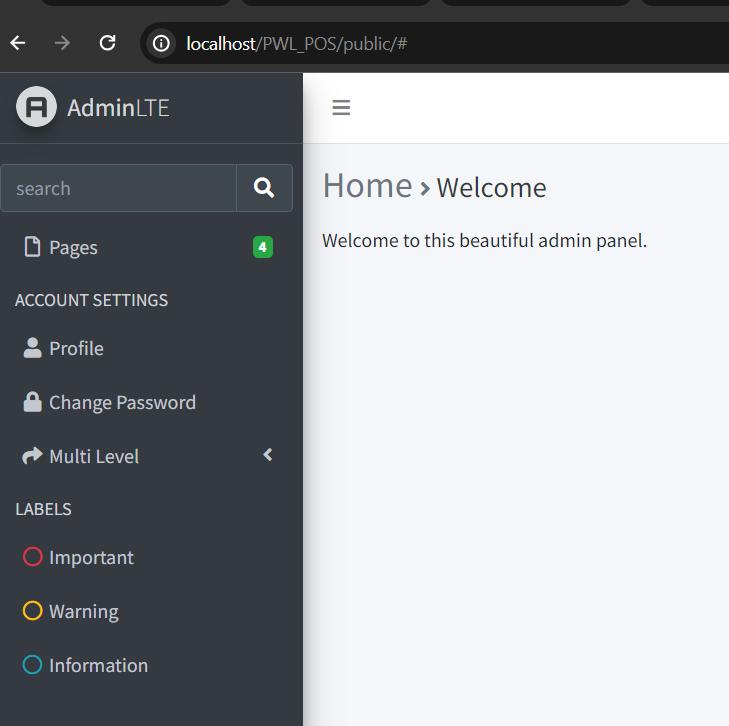 localhost/PWL_POS/public/#
AdminLTE
search
Pages 4
ACCOUNT SETTINGS
Profile
Change Password
Multi Level
LABELS
Important
Warning
Information
Home › Welcome
Welcome to this beautiful admin panel.